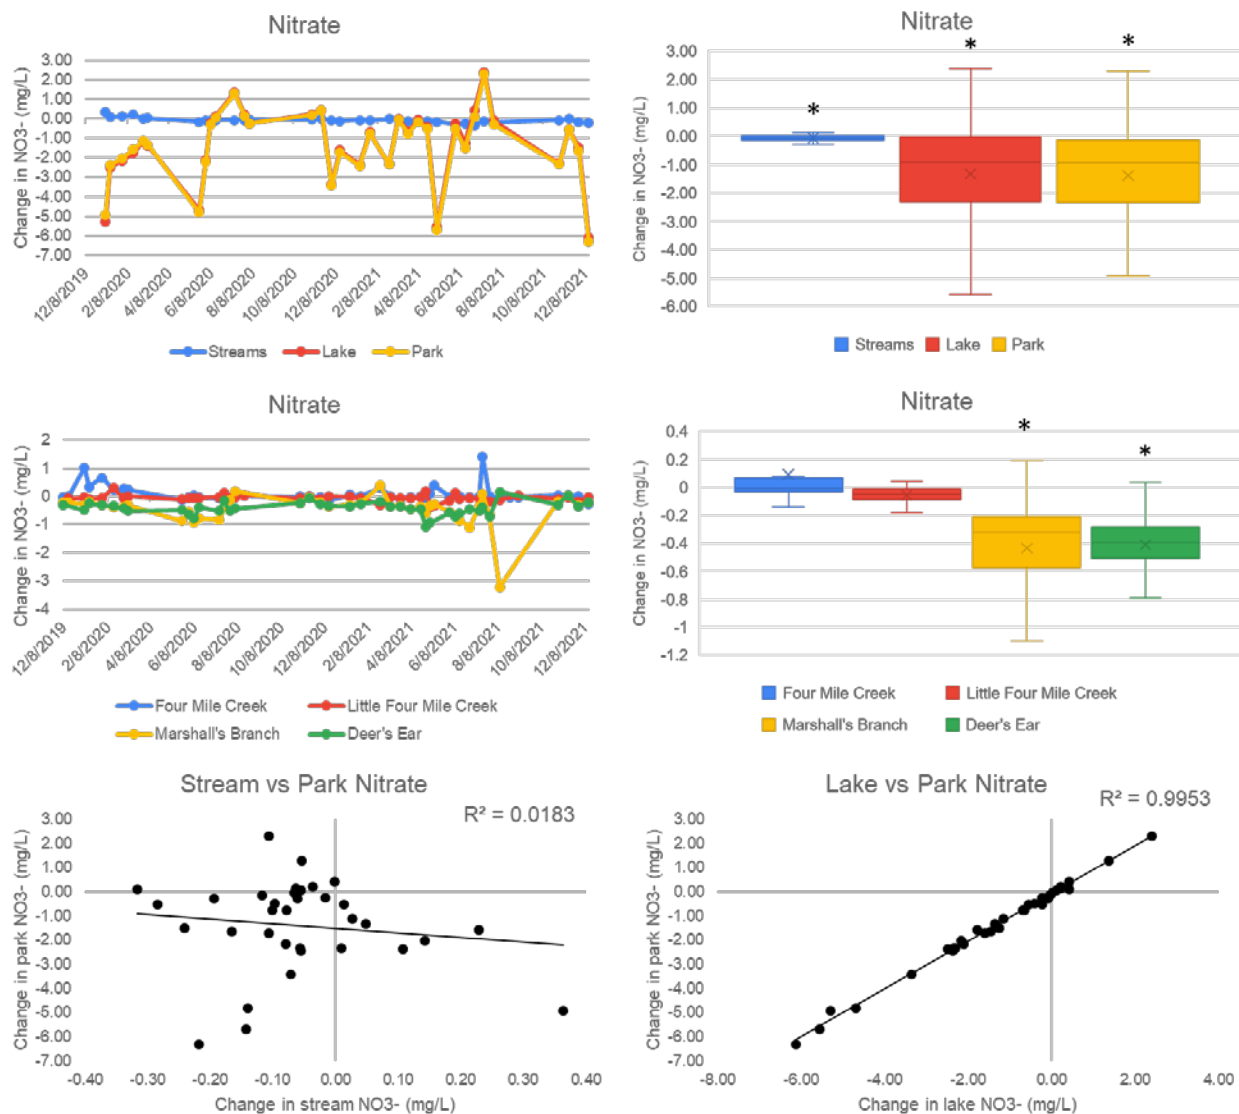 Nitrate
Change in NO3- (mg/L)
3.00
2.00
1.00
0.00
-1.00
-2.00
-3.00
-4.00
-5.00
-6.00
-7.00
12/8/2019 2/8/2020 4/8/2020 6/8/2020 8/8/2020 10/8/2020 12/8/2020 2/8/2021 4/8/2021 6/8/2021 8/8/2021 10/8/2021 12/8/2021
Streams Lake Park
Nitrate
Change in NO3- (mg/L)
3.00
2.00
1.00
0.00
-1.00
-2.00
-3.00
-4.00
-5.00
-6.00
* * *
Streams Lake Park
Nitrate
Change in NO3- (mg/L)
2
1
0
-1
-2
-3
-4
12/8/2019 2/8/2020 4/8/2020 6/8/2020 8/8/2020 10/8/2020 12/8/2020 2/8/2021 4/8/2021 6/8/2021 8/8/2021 10/8/2021 12/8/2021
Four Mile Creek Little Four Mile Creek
Marshall's Branch Deer's Ear
Nitrate
Change in NO3- (mg/L)
0.4
0.2
0
-0.2
-0.4
-0.6
-0.8
-1
-1.2
* *
Four Mile Creek Little Four Mile Creek
Marshall's Branch Deer's Ear
Stream vs Park Nitrate
R² = 0.0183
Change in park NO3- (mg/L)
3.00
2.00
1.00
0.00
-1.00
-2.00
-3.00
-4.00
-5.00
-6.00
-7.00
-0.40 -0.30 -0.20 -0.10 0.00 0.10 0.20 0.30 0.40
Change in stream NO3- (mg/L)
Lake vs Park Nitrate
R² = 0.9953
Change in park NO3- (mg/L)
3.00
2.00
1.00
0.00
-1.00
-2.00
-3.00
-4.00
-5.00
-6.00
-7.00
-8.00 -6.00 -4.00 -2.00 0.00 2.00 4.00
Change in lake NO3- (mg/L)